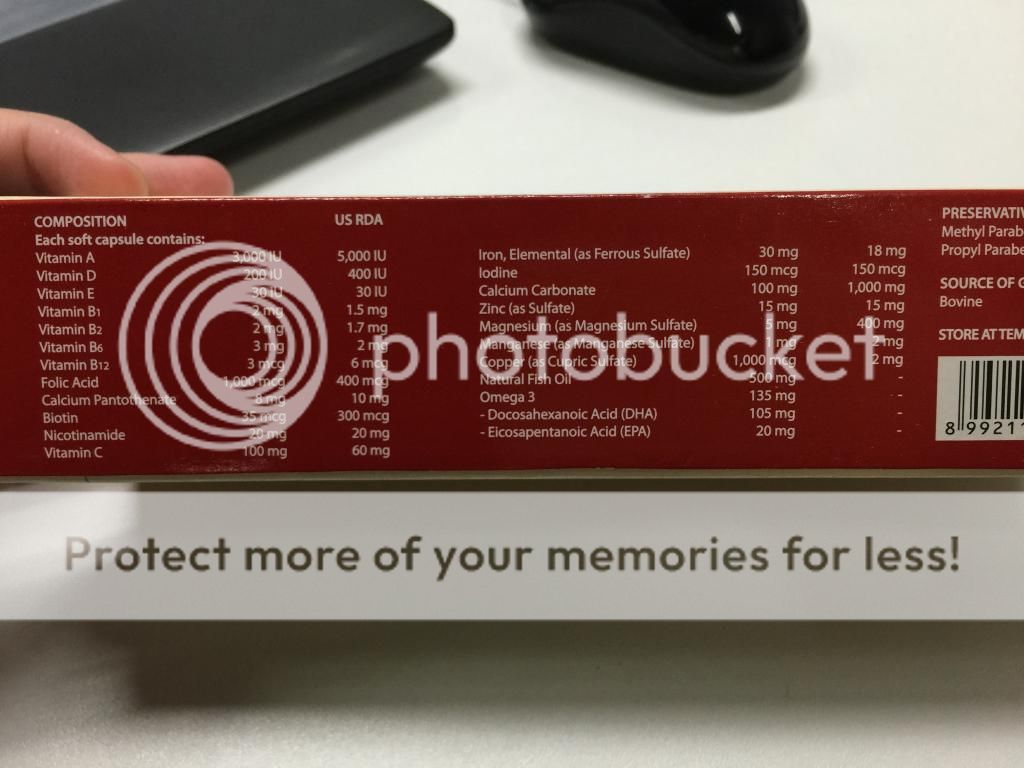 COMPOSITION US RDA
Each soft capsule contains:
Vitamin A 3,000 IU 5,000 IU
Vitamin D 200 IU 400 IU
Vitamin E 30 IU 30 IU
Vitamin B1 2 mg 1.5 mg
Vitamin B2 2 mg 1.7 mg
Vitamin B6 3 mg 2 mg
Vitamin B12 3 mcg 6 mcg
Folic Acid 1,000 mcg 400 mcg
Calcium Pantothenate 8 mg 10 mg
Biotin 35 mcg 300 mcg
Nicotinamide 20 mg 20 mg
Vitamin C 100 mg 60 mg
Iron, Elemental (as Ferrous Sulfate) 30 mg 18 mg
Iodine 150 mcg 150 mcg
Calcium Carbonate 100 mg 1,000 mg
Zinc (as Sulfate) 15 mg 15 mg
Magnesium (as Magnesium Sulfate) 5 mg 400 mg
Manganese (as Manganese Sulfate) 1 mg 2 mg
Copper (as Cupric Sulfate) 1,000 mcg 2 mg
Natural Fish Oil 500 mg -
Omega 3 135 mg -
- Docosahexanoic Acid (DHA) 105 mg -
- Eicosapentanoic Acid (EPA) 20 mg -
PRESERVATIV
Methyl Parab
Propyl Parabe
SOURCE OF G
Bovine
STORE AT TEM
8 99211
photobucket
Protect more of your memories for less!